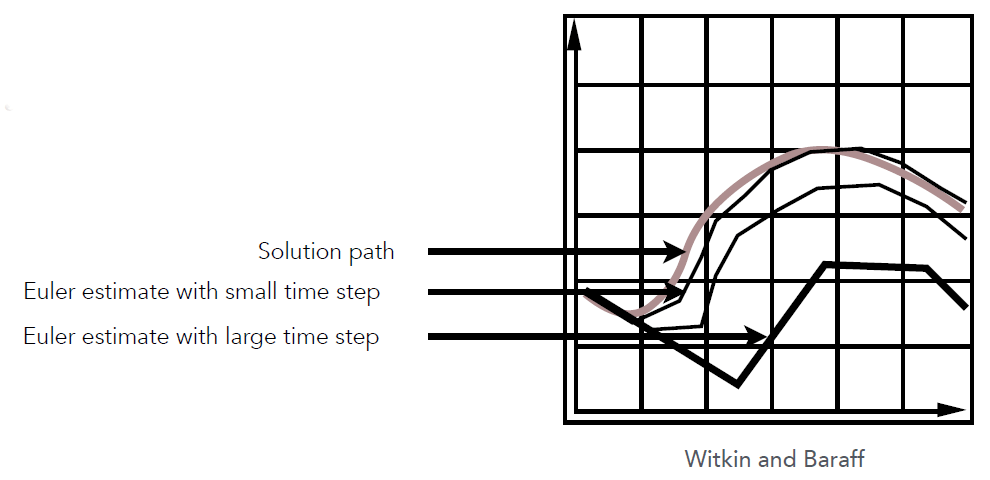 Solution path
Euler estimate with small time step
Euler estimate with large time step
Witkin and Baraff